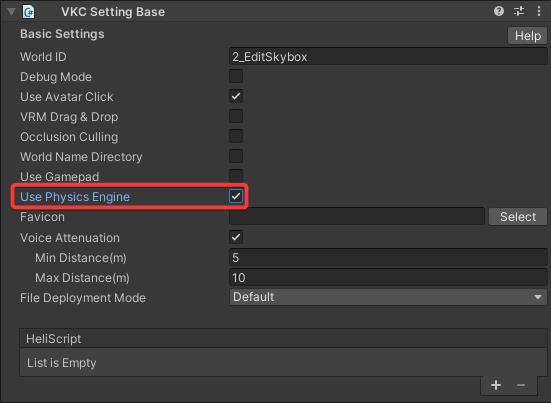 VKC Setting Base
Basic Settings
Help
World ID 2_EditSkybox
Debug Mode
Use Avatar Click
VRM Drag & Drop
Occlusion Culling
World Name Directory
Use Gamepad
Use Physics Engine
Favicon Select
Voice Attenuation
Min Distance(m) 5
Max Distance(m) 10
File Deployment Mode Default
HeliScript
List is Empty